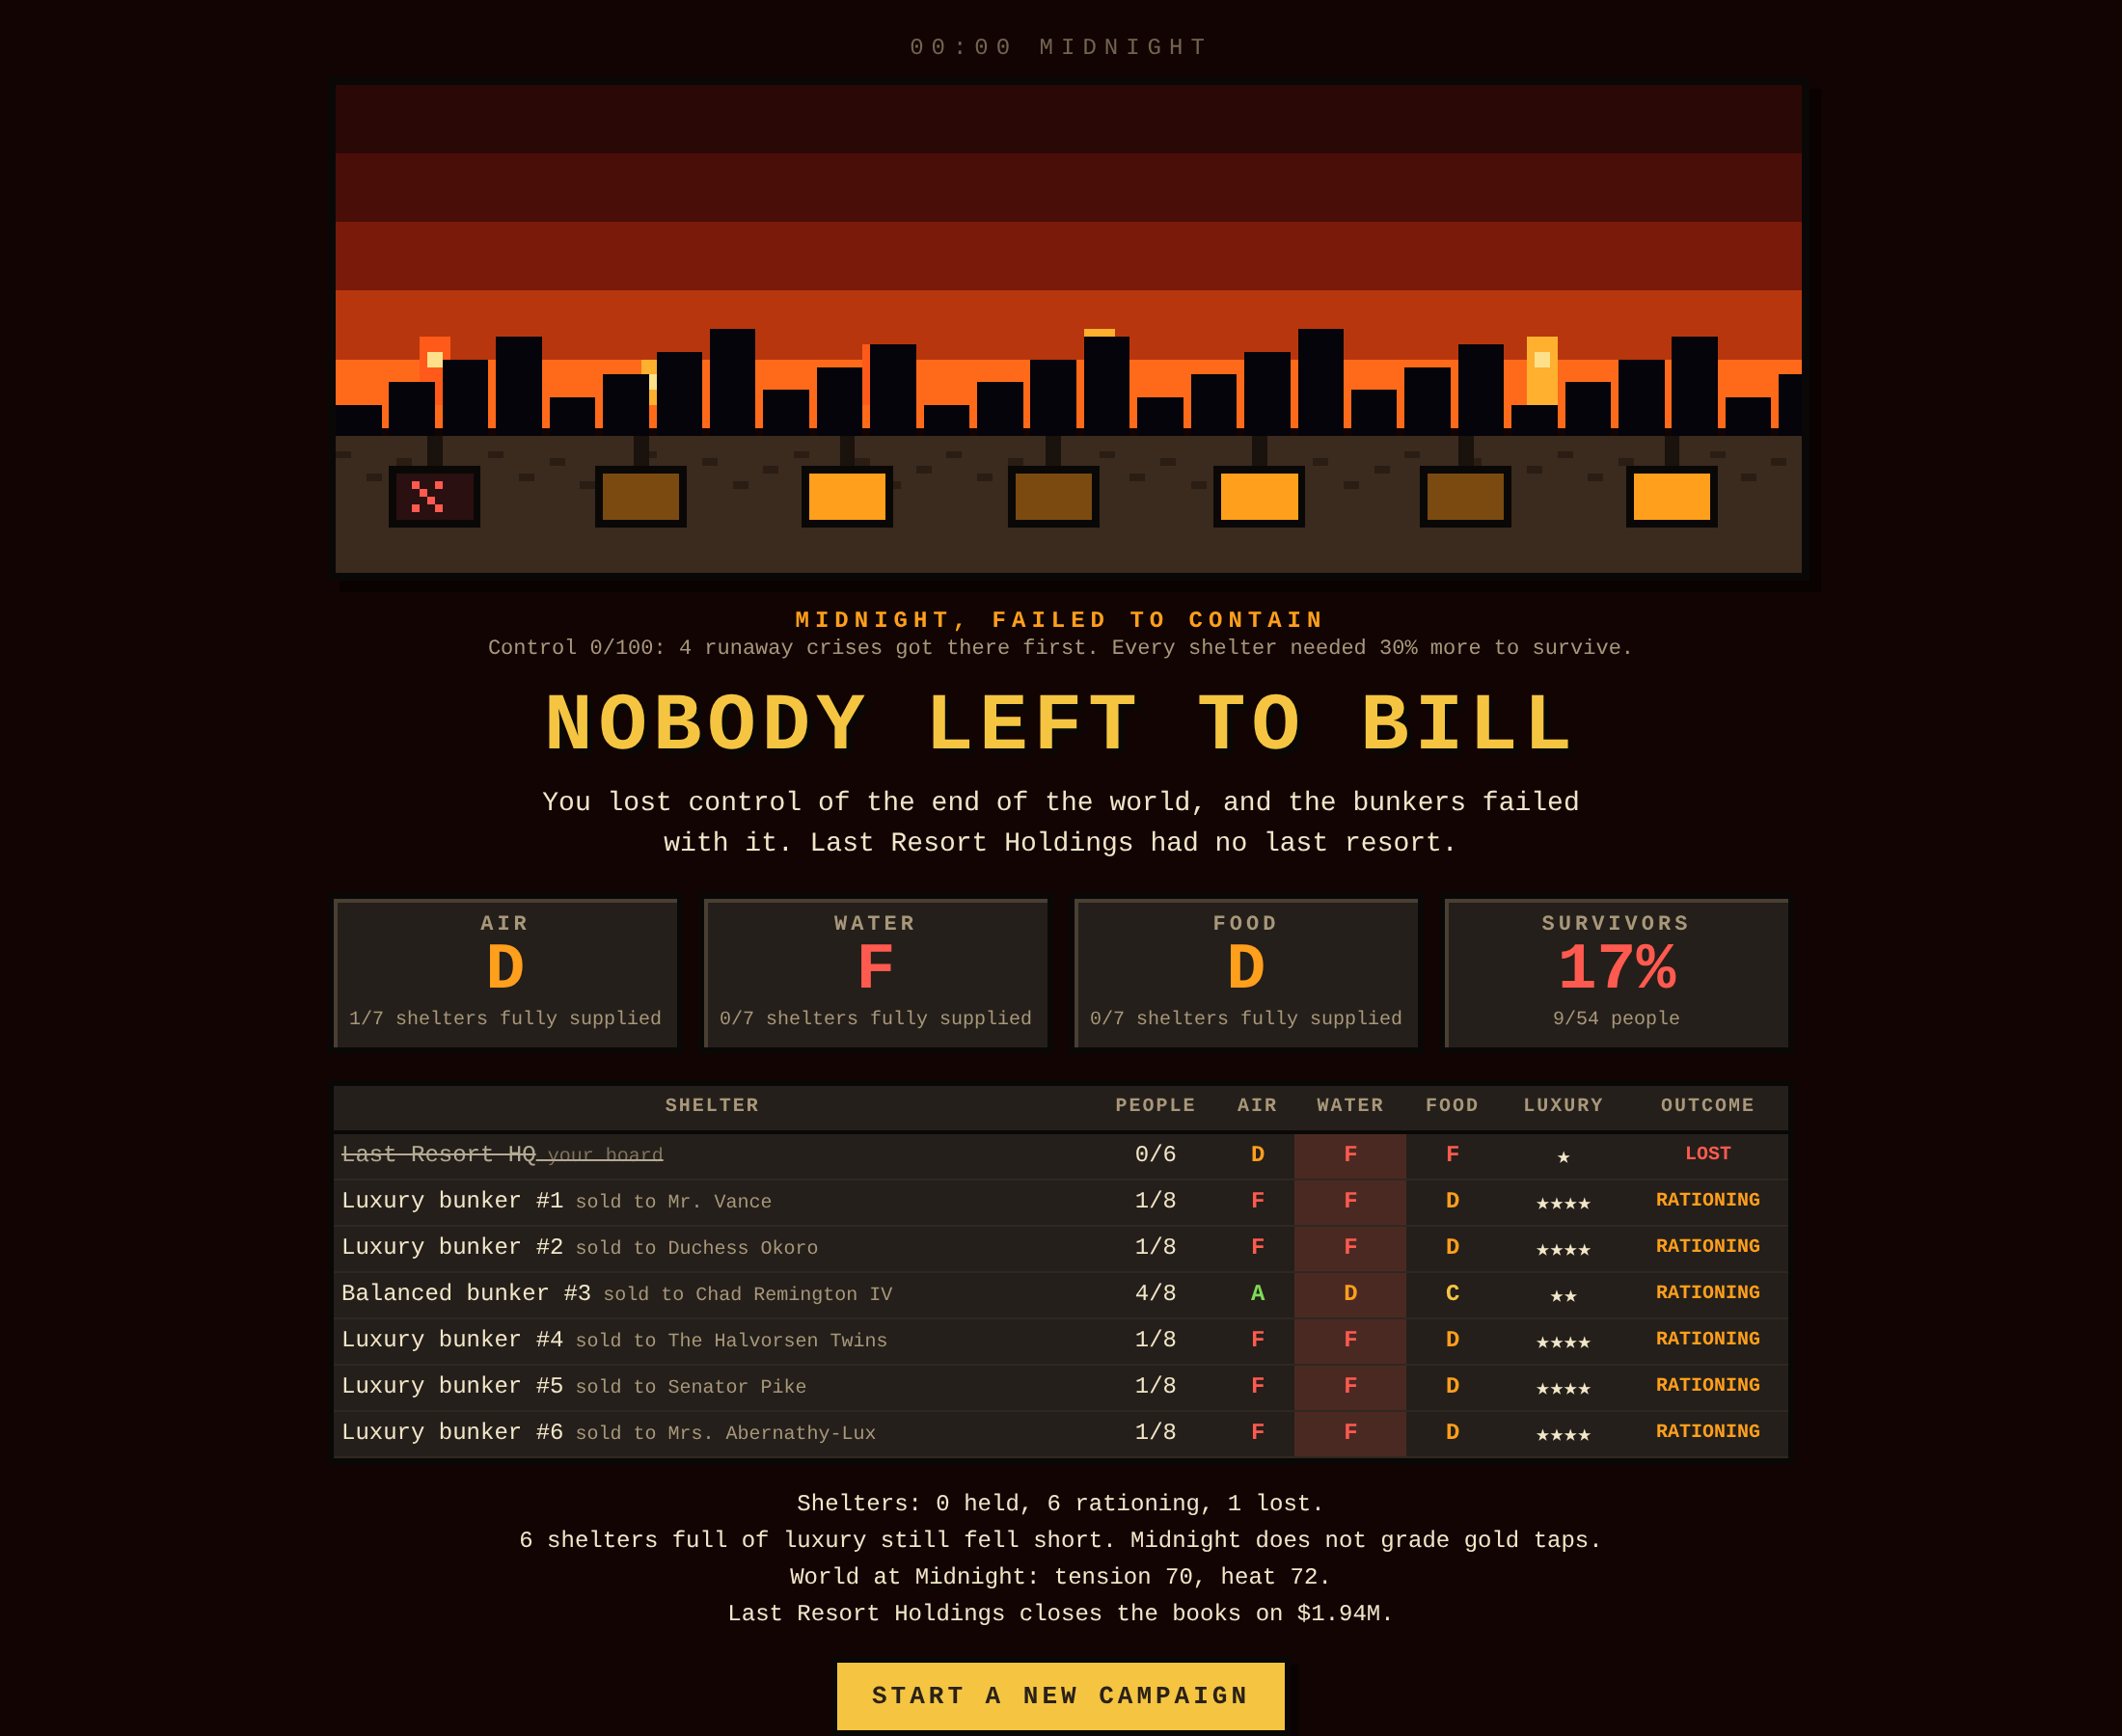 00:00 MIDNIGHT
MIDNIGHT, FAILED TO CONTAIN
Control 0/100: 4 runaway crises got there first. Every shelter needed 30% more to survive.
NOBODY LEFT TO BILL
You lost control of the end of the world, and the bunkers failed
with it. Last Resort Holdings had no last resort.
AIR
D
1/7 shelters fully supplied
WATER
F
0/7 shelters fully supplied
FOOD
D
0/7 shelters fully supplied
SURVIVORS
17%
9/54 people
SHELTER PEOPLE AIR WATER FOOD LUXURY OUTCOME
Last Resort HQ your board 0/6 D F F ★ LOST
Luxury bunker #1 sold to Mr. Vance 1/8 F F D ★★★★ RATIONING
Luxury bunker #2 sold to Duchess Okoro 1/8 F F D ★★★★ RATIONING
Balanced bunker #3 sold to Chad Remington IV 4/8 A D C ★★ RATIONING
Luxury bunker #4 sold to The Halvorsen Twins 1/8 F F D ★★★★ RATIONING
Luxury bunker #5 sold to Senator Pike 1/8 F F D ★★★★ RATIONING
Luxury bunker #6 sold to Mrs. Abernathy-Lux 1/8 F F D ★★★★ RATIONING
Shelters: 0 held, 6 rationing, 1 lost.
6 shelters full of luxury still fell short. Midnight does not grade gold taps.
World at Midnight: tension 70, heat 72.
Last Resort Holdings closes the books on $1.94M.
START A NEW CAMPAIGN